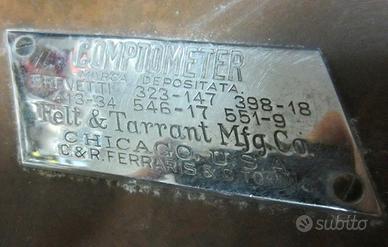 COMPTOMETER
MARCA DEPOSITATA.
BREVETTI 323-147 398-18
413-34 546-17 551-9
Felt & Tarrant Mfg. Co.
CHICAGO, U.S.A.
C.&R. FERRARIS &
subito